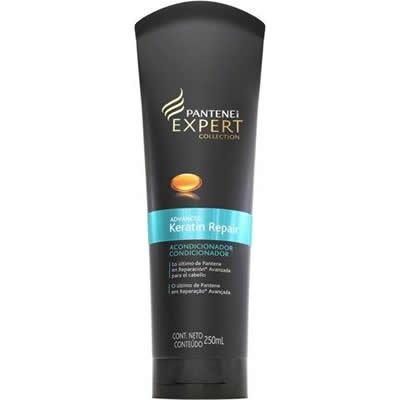 PANTENE
EXPERT
COLLECTION
ADVANCED
Keratin Repair
ACONDICIONADOR
CONDICIONADOR
Lo último de Pantene
en Reparación* Avanzada
para el cabello
O último de Pantene
em Reparação* Avançada
CONT. NETO
CONTEÚDO 250mL